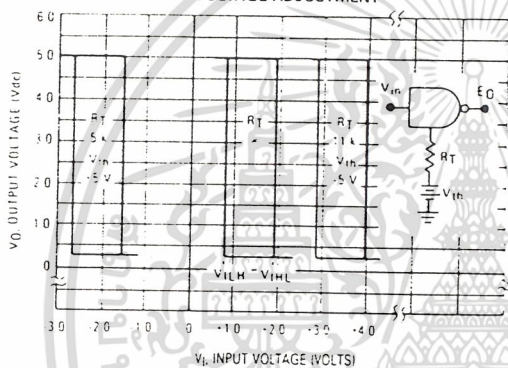 6 0
5 0
4 0
3 0
2 0
1 0
0
VO, OUTPUT VOLTAGE (Vdc)
RT
5 k
Vth
-5 V
RT
RT
11 k
Vth
-5 V
Vin
EO
RT
Vth
VILH
VIHL
-3 0
-2 0
-1 0
0
+1 0
+2 0
+3 0
+4 0
VI, INPUT VOLTAGE (VOLTS)